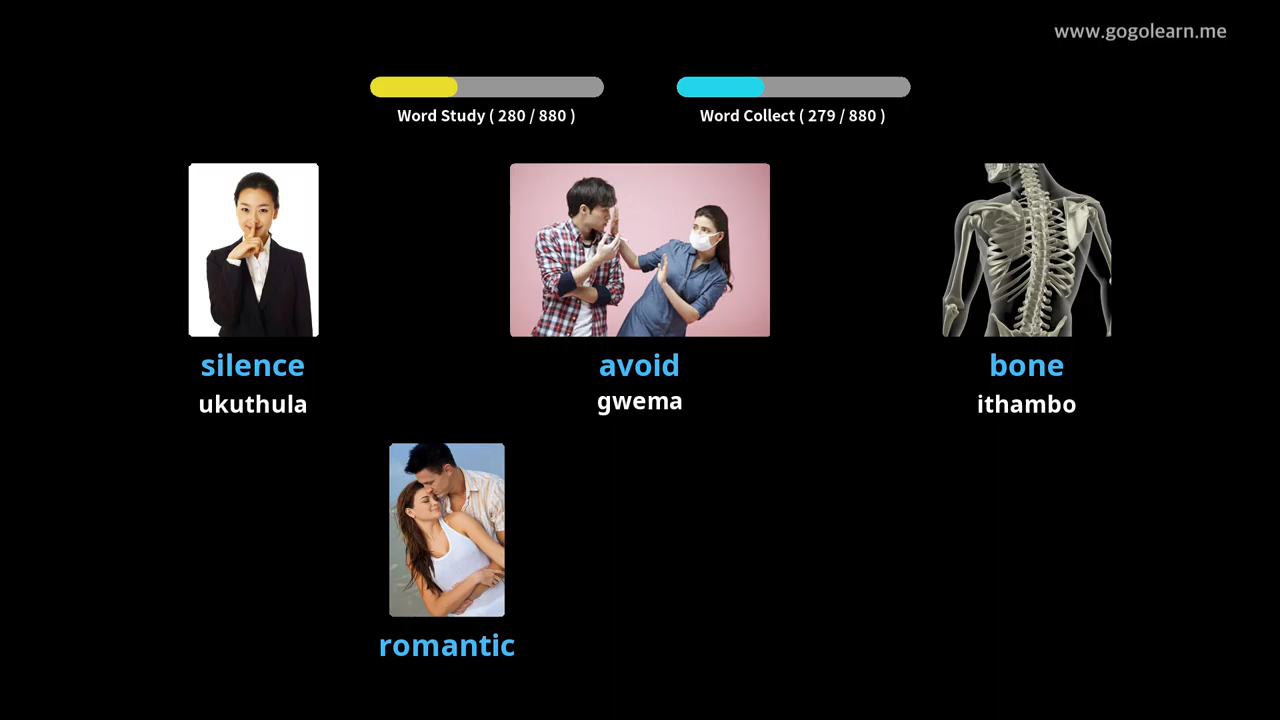 www.gogolearn.me
Word Study ( 280 / 880 )
Word Collect ( 279 / 880 )
silence
ukuthula
avoid
gwema
bone
ithambo
romantic